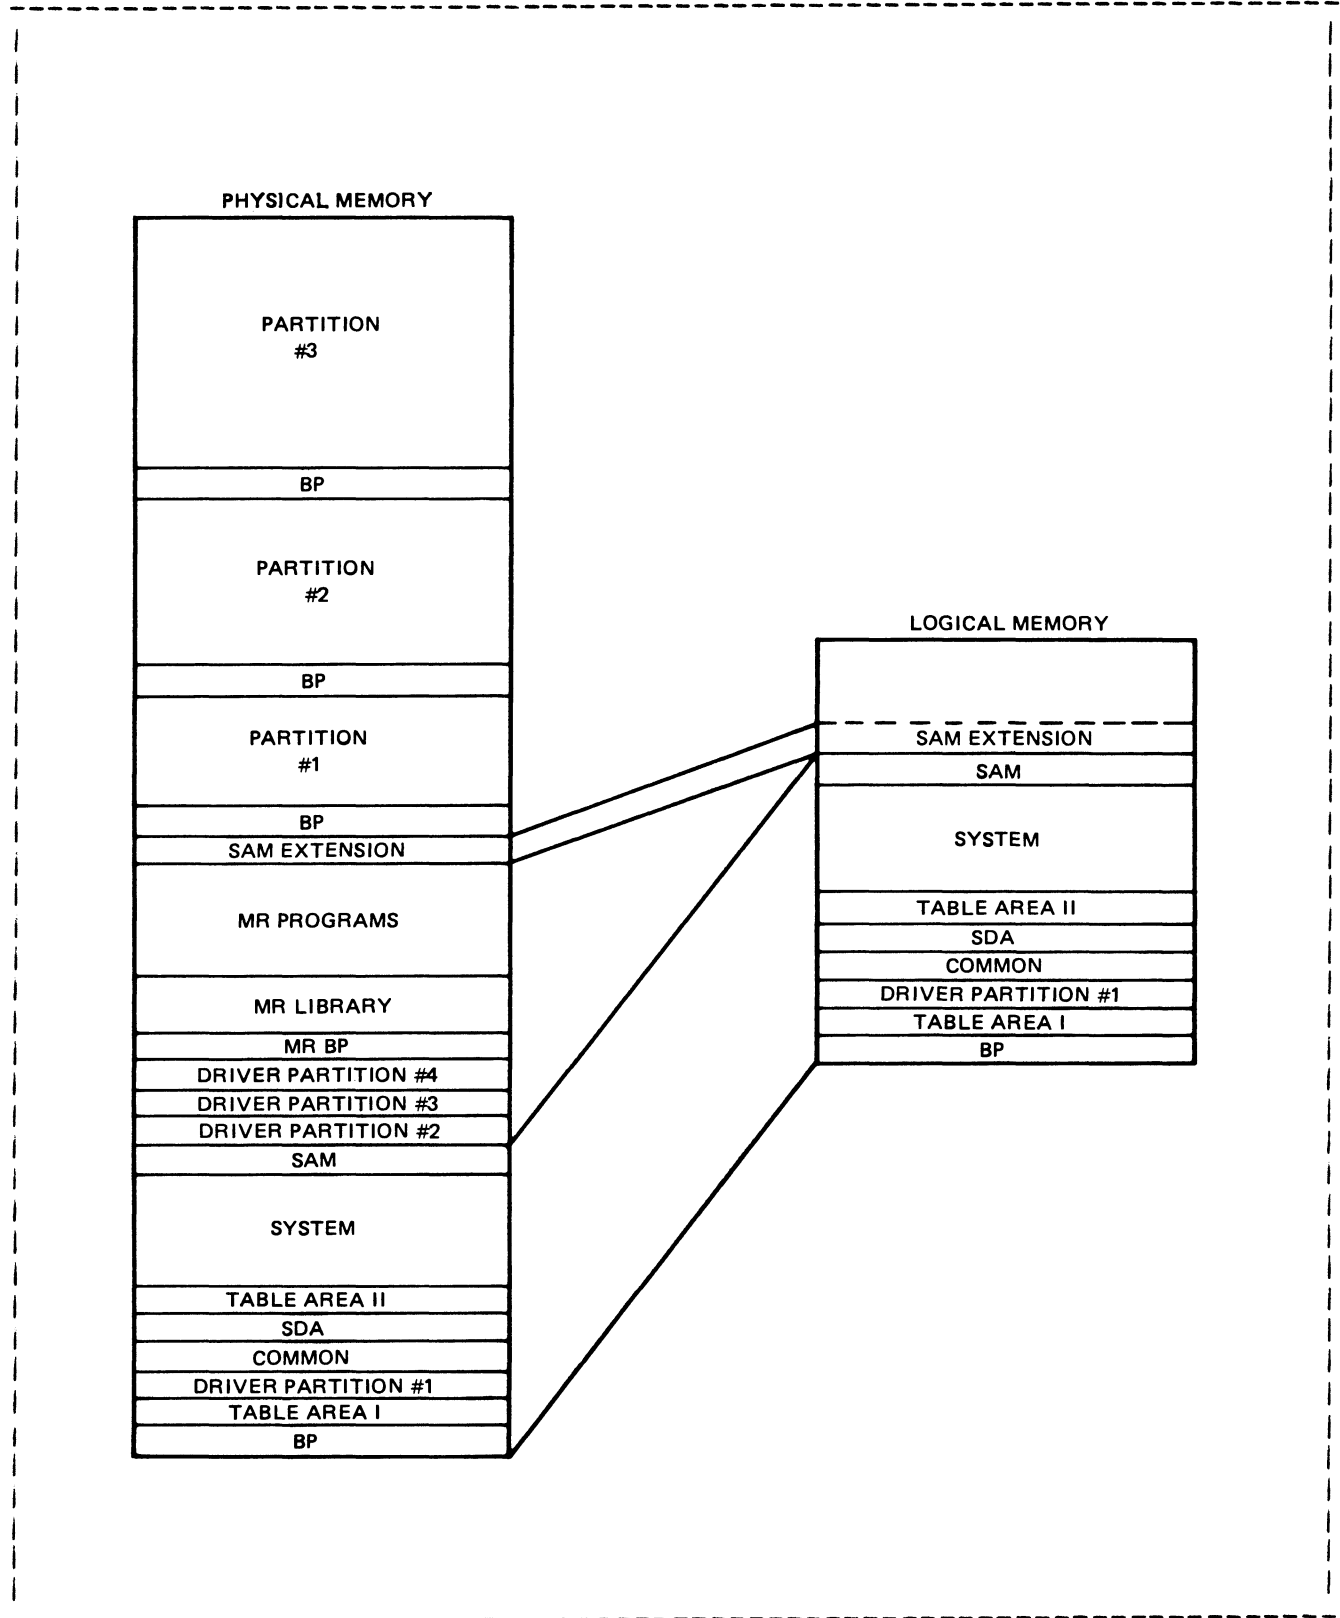 PHYSICAL MEMORY
PARTITION
#3
BP
PARTITION
#2
BP
PARTITION
#1
BP
SAM EXTENSION
MR PROGRAMS
MR LIBRARY
MR BP
DRIVER PARTITION #4
DRIVER PARTITION #3
DRIVER PARTITION #2
SAM
SYSTEM
TABLE AREA II
SDA
COMMON
DRIVER PARTITION #1
TABLE AREA I
BP
LOGICAL MEMORY
SAM EXTENSION
SAM
SYSTEM
TABLE AREA II
SDA
COMMON
DRIVER PARTITION #1
TABLE AREA I
BP